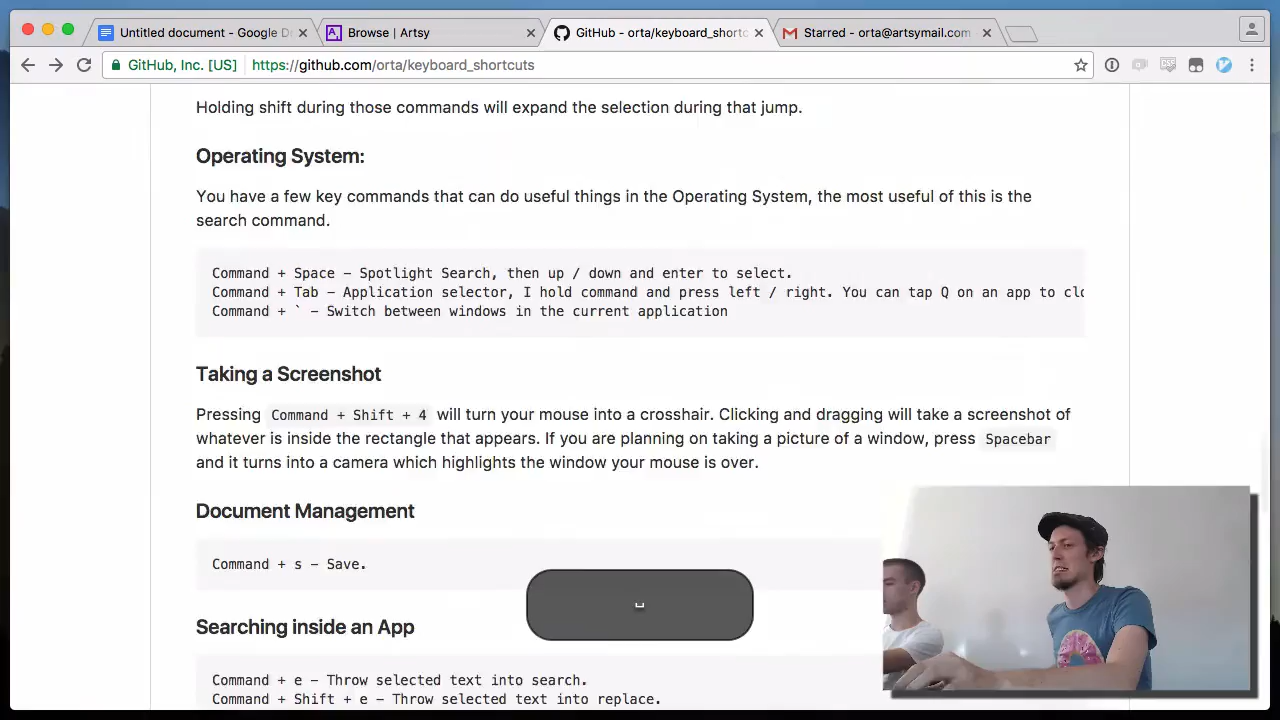 Untitled document - Google D
Browse | Artsy
GitHub - orta/keyboard_shortc
Starred - orta@artsymail.com
GitHub, Inc. [US]
https://github.com/orta/keyboard_shortcuts
Holding shift during those commands will expand the selection during that jump.
Operating System:
You have a few key commands that can do useful things in the Operating System, the most useful of this is the
search command.
Command + Space – Spotlight Search, then up / down and enter to select.
Command + Tab – Application selector, I hold command and press left / right. You can tap Q on an app to clo
Command + ` – Switch between windows in the current application
Taking a Screenshot
Pressing Command + Shift + 4 will turn your mouse into a crosshair. Clicking and dragging will take a screenshot of
whatever is inside the rectangle that appears. If you are planning on taking a picture of a window, press Spacebar
and it turns into a camera which highlights the window your mouse is over.
Document Management
Command + s – Save.
Searching inside an App
Command + e – Throw selected text into search.
Command + Shift + e – Throw selected text into replace.